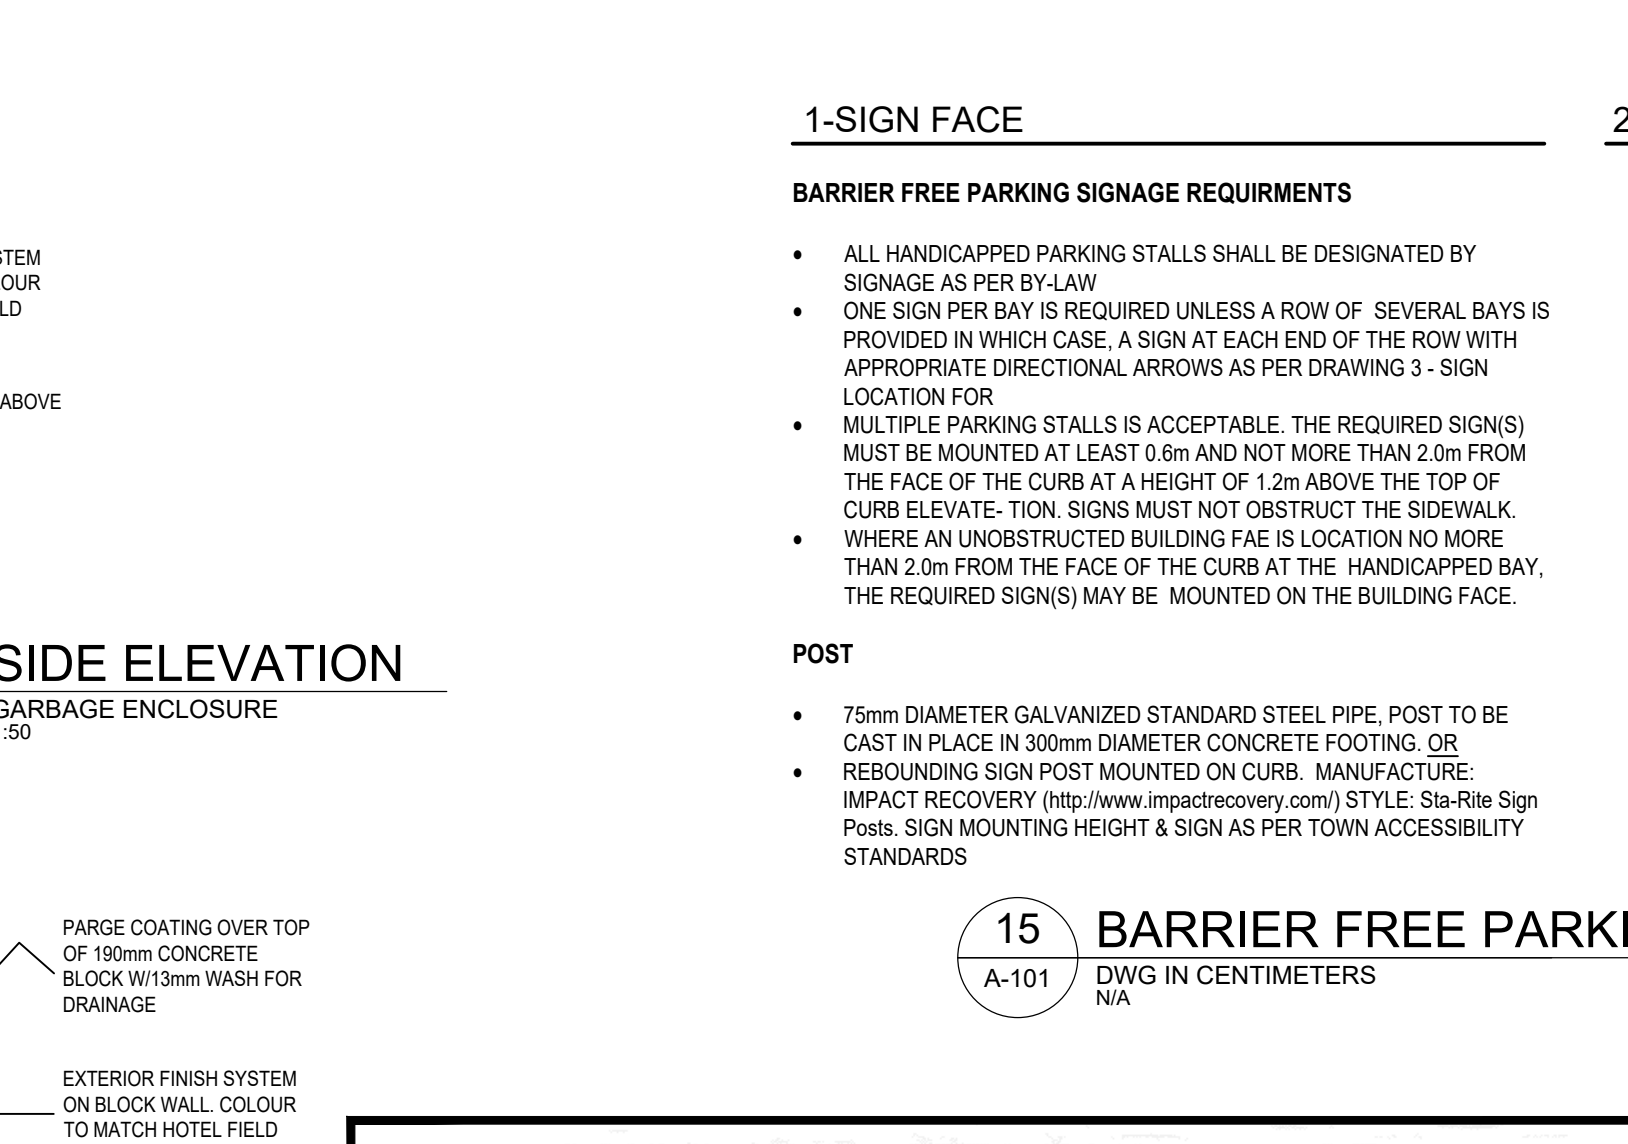 STEM
OUR
LD
ABOVE
SIDE ELEVATION
GARBAGE ENCLOSURE
:50
PARGE COATING OVER TOP
OF 190mm CONCRETE
BLOCK W/13mm WASH FOR
DRAINAGE
EXTERIOR FINISH SYSTEM
ON BLOCK WALL. COLOUR
TO MATCH HOTEL FIELD
1-SIGN FACE
2
BARRIER FREE PARKING SIGNAGE REQUIRMENTS
• ALL HANDICAPPED PARKING STALLS SHALL BE DESIGNATED BY
SIGNAGE AS PER BY-LAW
• ONE SIGN PER BAY IS REQUIRED UNLESS A ROW OF SEVERAL BAYS IS
PROVIDED IN WHICH CASE, A SIGN AT EACH END OF THE ROW WITH
APPROPRIATE DIRECTIONAL ARROWS AS PER DRAWING 3 - SIGN
LOCATION FOR
• MULTIPLE PARKING STALLS IS ACCEPTABLE. THE REQUIRED SIGN(S)
MUST BE MOUNTED AT LEAST 0.6m AND NOT MORE THAN 2.0m FROM
THE FACE OF THE CURB AT A HEIGHT OF 1.2m ABOVE THE TOP OF
CURB ELEVATE- TION. SIGNS MUST NOT OBSTRUCT THE SIDEWALK.
• WHERE AN UNOBSTRUCTED BUILDING FAE IS LOCATION NO MORE
THAN 2.0m FROM THE FACE OF THE CURB AT THE HANDICAPPED BAY,
THE REQUIRED SIGN(S) MAY BE MOUNTED ON THE BUILDING FACE.
POST
• 75mm DIAMETER GALVANIZED STANDARD STEEL PIPE, POST TO BE
CAST IN PLACE IN 300mm DIAMETER CONCRETE FOOTING. OR
• REBOUNDING SIGN POST MOUNTED ON CURB. MANUFACTURE:
IMPACT RECOVERY (http://www.impactrecovery.com/) STYLE: Sta-Rite Sign
Posts. SIGN MOUNTING HEIGHT & SIGN AS PER TOWN ACCESSIBILITY
STANDARDS
15
A-101
BARRIER FREE PARKI
DWG IN CENTIMETERS
N/A